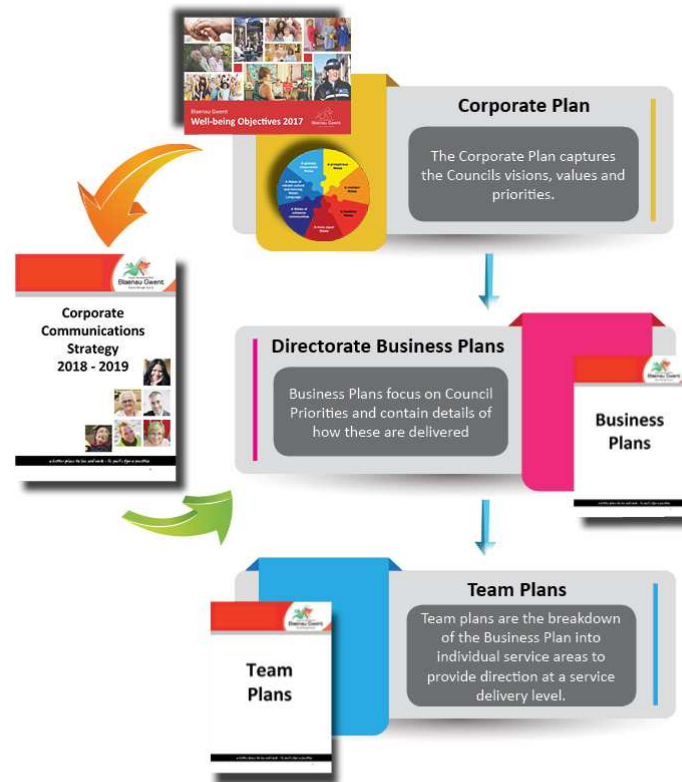 Blaenau Gwent
Well-being Objectives 2017
Corporate Plan
The Corporate Plan captures
the Councils visions, values and
priorities.
Blaenau Gwent
Corporate
Communications
Strategy
2018 - 2019
Directorate Business Plans
Business Plans focus on Council
Priorities and contain details of
how these are delivered
Blaenau Gwent
Business
Plans
Team Plans
Team plans are the breakdown
of the Business Plan into
individual service areas to
provide direction at a service
delivery level.
Blaenau Gwent
Team
Plans